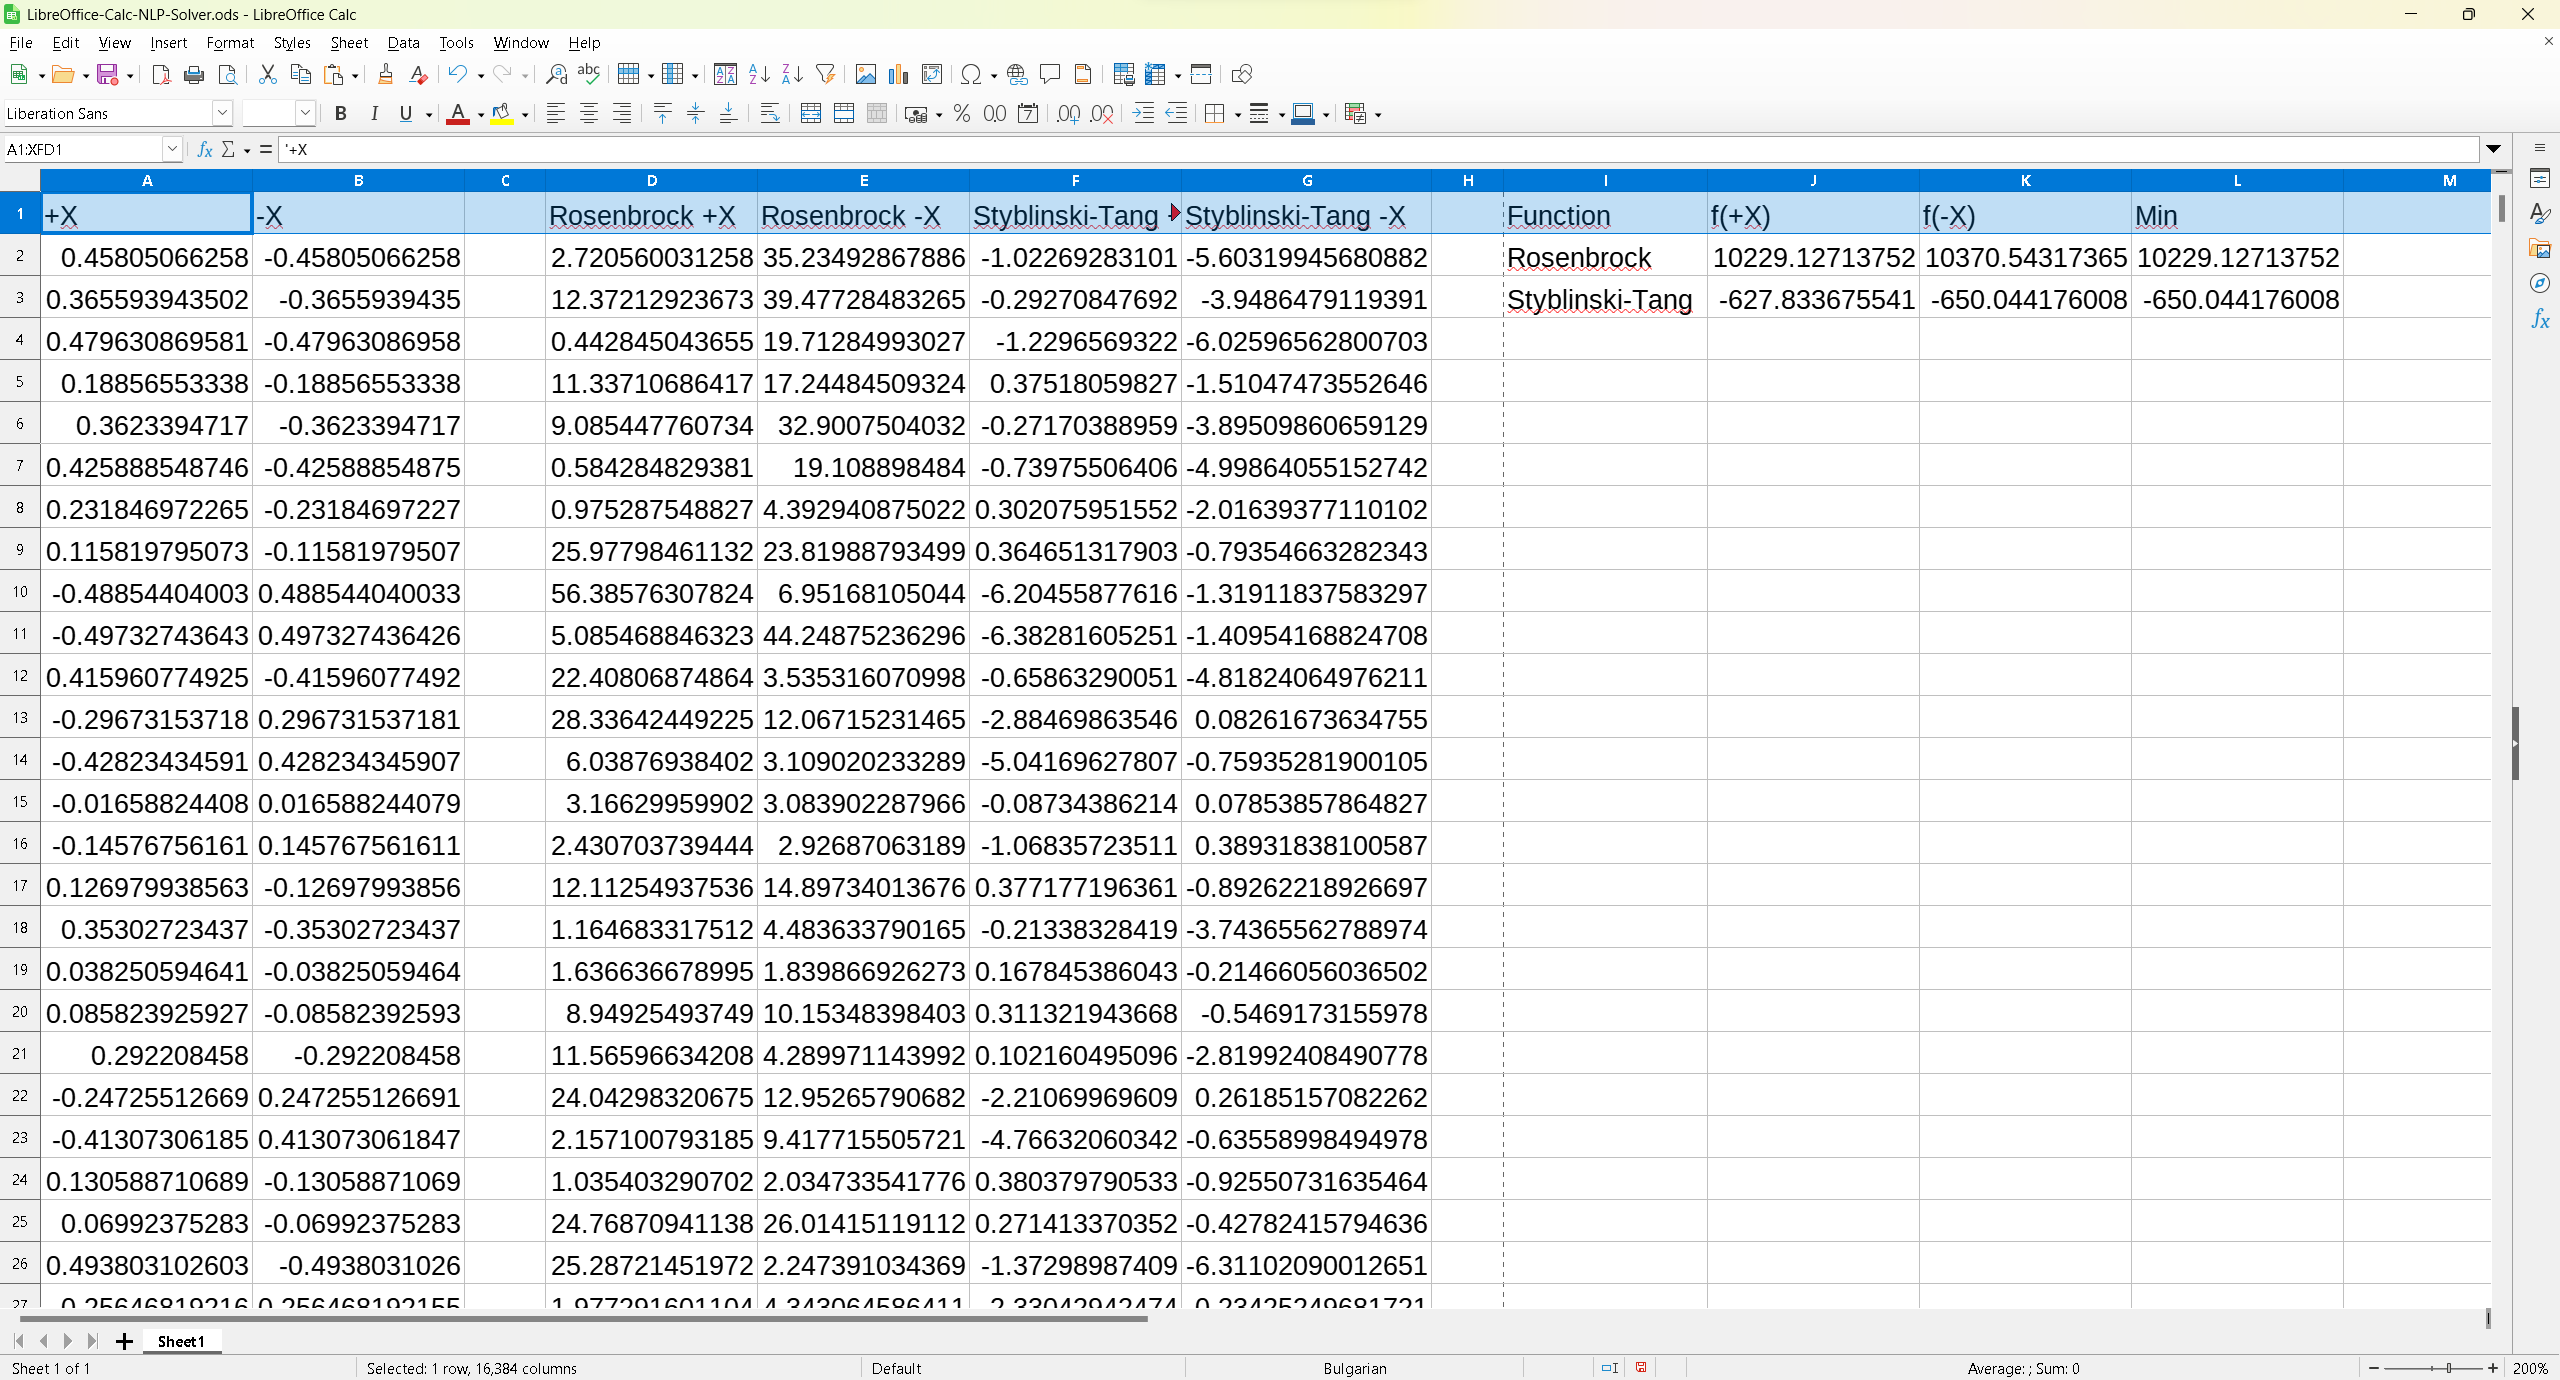 LibreOffice-Calc-NLP-Solver.ods - LibreOffice Calc
File Edit View Insert Format Styles Sheet Data Tools Window Help
Liberation Sans
A1:XFD1 '+X
A B C D E F G H I J K L M
1 +X -X Rosenbrock +X Rosenbrock -X Styblinski-Tang Styblinski-Tang -X Function f(+X) f(-X) Min
2 0.45805066258 -0.45805066258 2.720560031258 35.23492867886 -1.02269283101 -5.60319945680882 Rosenbrock 10229.12713752 10370.54317365 10229.12713752
3 0.365593943502 -0.3655939435 12.37212923673 39.47728483265 -0.29270847692 -3.9486479119391 Styblinski-Tang -627.833675541 -650.044176008 -650.044176008
4 0.479630869581 -0.47963086958 0.442845043655 19.71284993027 -1.2296569322 -6.02596562800703
5 0.18856553338 -0.18856553338 11.33710686417 17.24484509324 0.37518059827 -1.51047473552646
6 0.3623394717 -0.3623394717 9.085447760734 32.9007504032 -0.27170388959 -3.89509860659129
7 0.425888548746 -0.42588854875 0.584284829381 19.108898484 -0.73975506406 -4.99864055152742
8 0.231846972265 -0.23184697227 0.975287548827 4.392940875022 0.302075951552 -2.01639377110102
9 0.115819795073 -0.11581979507 25.97798461132 23.81988793499 0.364651317903 -0.79354663282343
10 -0.48854404003 0.488544040033 56.38576307824 6.95168105044 -6.20455877616 -1.31911837583297
11 -0.49732743643 0.497327436426 5.085468846323 44.24875236296 -6.38281605251 -1.40954168824708
12 0.415960774925 -0.41596077492 22.40806874864 3.535316070998 -0.65863290051 -4.81824064976211
13 -0.29673153718 0.296731537181 28.33642449225 12.06715231465 -2.88469863546 0.08261673634755
14 -0.42823434591 0.428234345907 6.03876938402 3.109020233289 -5.04169627807 -0.75935281900105
15 -0.01658824408 0.016588244079 3.16629959902 3.083902287966 -0.08734386214 0.07853857864827
16 -0.14576756161 0.145767561611 2.430703739444 2.92687063189 -1.06835723511 0.38931838100587
17 0.126979938563 -0.12697993856 12.11254937536 14.89734013676 0.377177196361 -0.89262218926697
18 0.35302723437 -0.35302723437 1.164683317512 4.483633790165 -0.21338328419 -3.74365562788974
19 0.038250594641 -0.03825059464 1.636636678995 1.839866926273 0.167845386043 -0.21466056036502
20 0.085823925927 -0.08582392593 8.94925493749 10.15348398403 0.311321943668 -0.5469173155978
21 0.292208458 -0.292208458 11.56596634208 4.289971143992 0.102160495096 -2.81992408490778
22 -0.24725512669 0.247255126691 24.04298320675 12.95265790682 -2.21069969609 0.26185157082262
23 -0.41307306185 0.413073061847 2.157100793185 9.417715505721 -4.76632060342 -0.63558998494978
24 0.130588710689 -0.13058871069 1.035403290702 2.034733541776 0.380379790533 -0.92550731635464
25 0.06992375283 -0.06992375283 24.76870941138 26.01415119112 0.271413370352 -0.42782415794636
26 0.493803102603 -0.4938031026 25.28721451972 2.247391034369 -1.37298987409 -6.31102090012651
Sheet1
Sheet 1 of 1 Selected: 1 row, 16,384 columns Default Bulgarian Average: ; Sum: 0 200%